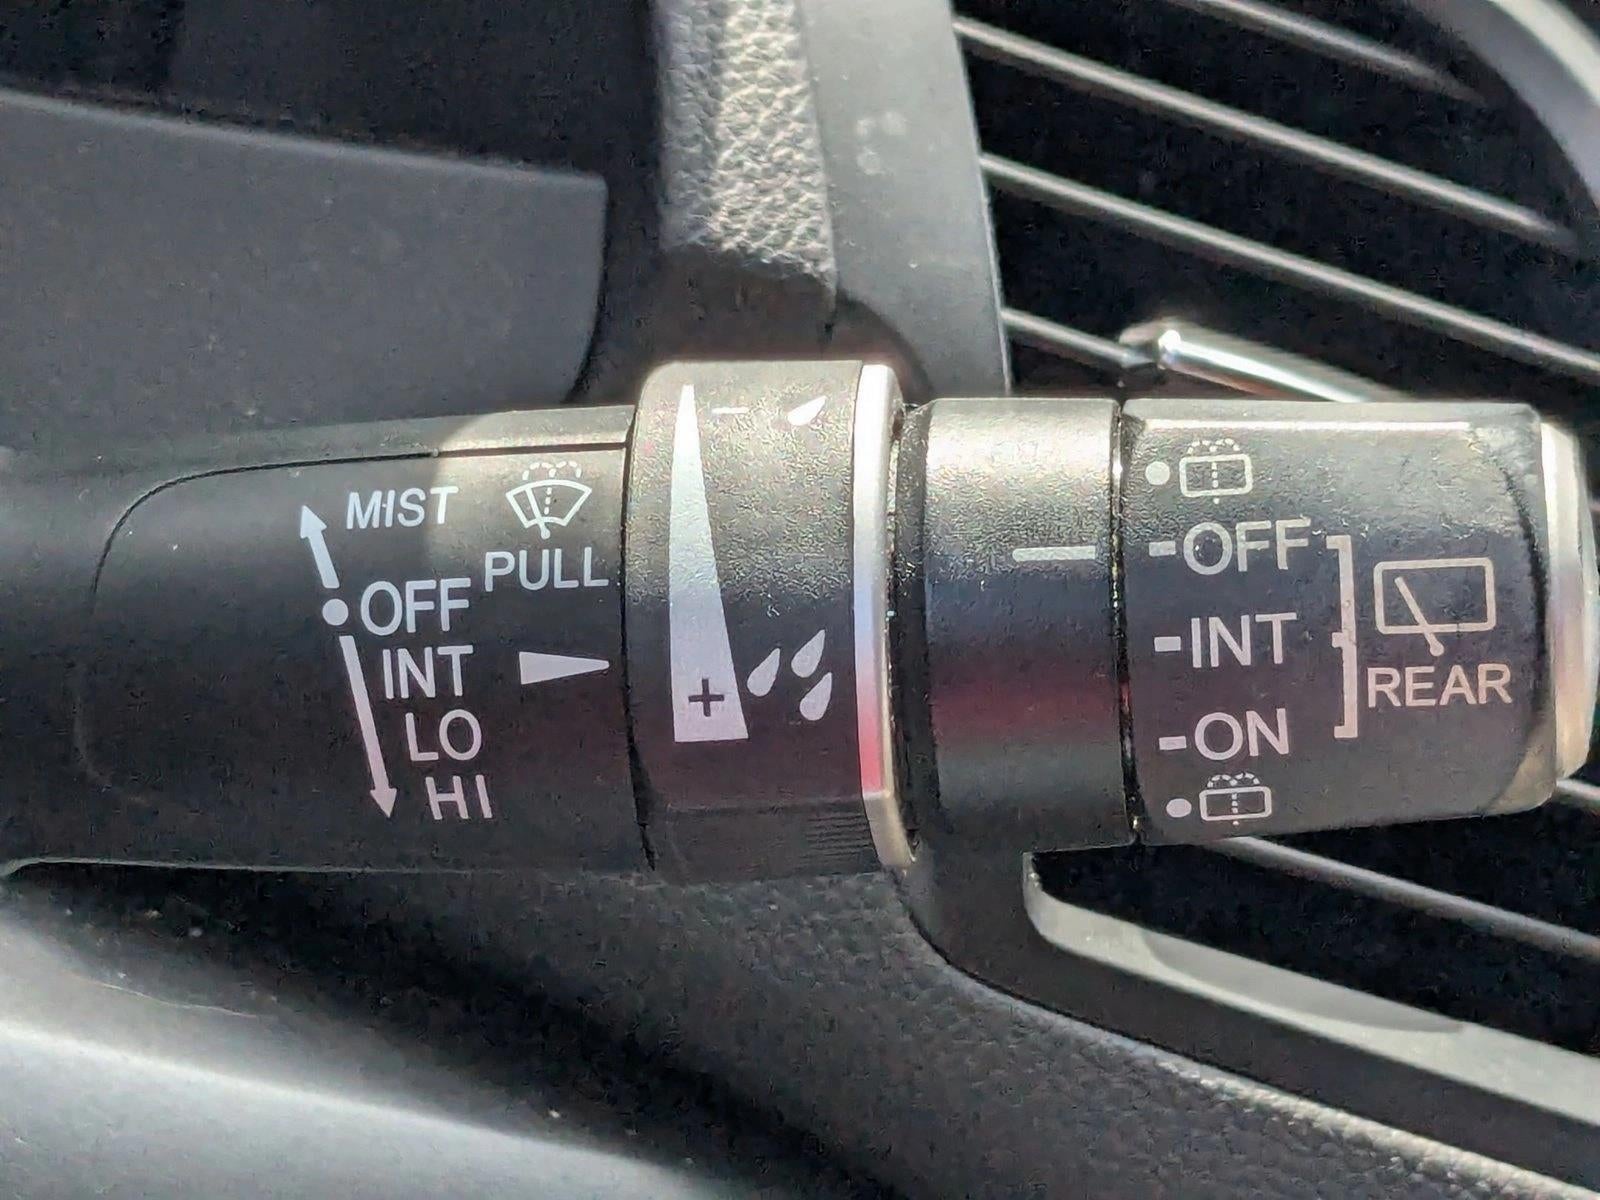 MIST
PULL
OFF
INT
LO
HI
-
+
-OFF
-INT
-ON
REAR